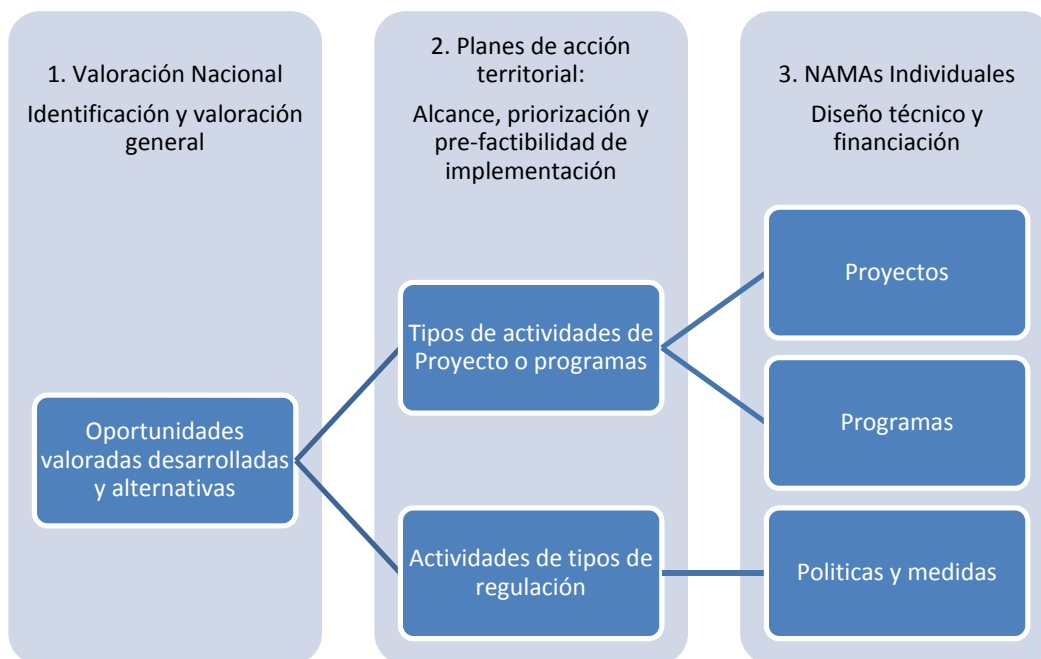 1. Valoración Nacional
Identificación y valoración
general
Oportunidades
valoradas desarrolladas
y alternativas
2. Planes de acción
territorial:
Alcance, priorización y
pre-factibilidad de
implementación
Tipos de actividades de
Proyecto o programas
Actividades de tipos de
regulación
3. NAMAs Individuales
Diseño técnico y
financiación
Proyectos
Programas
Politicas y medidas